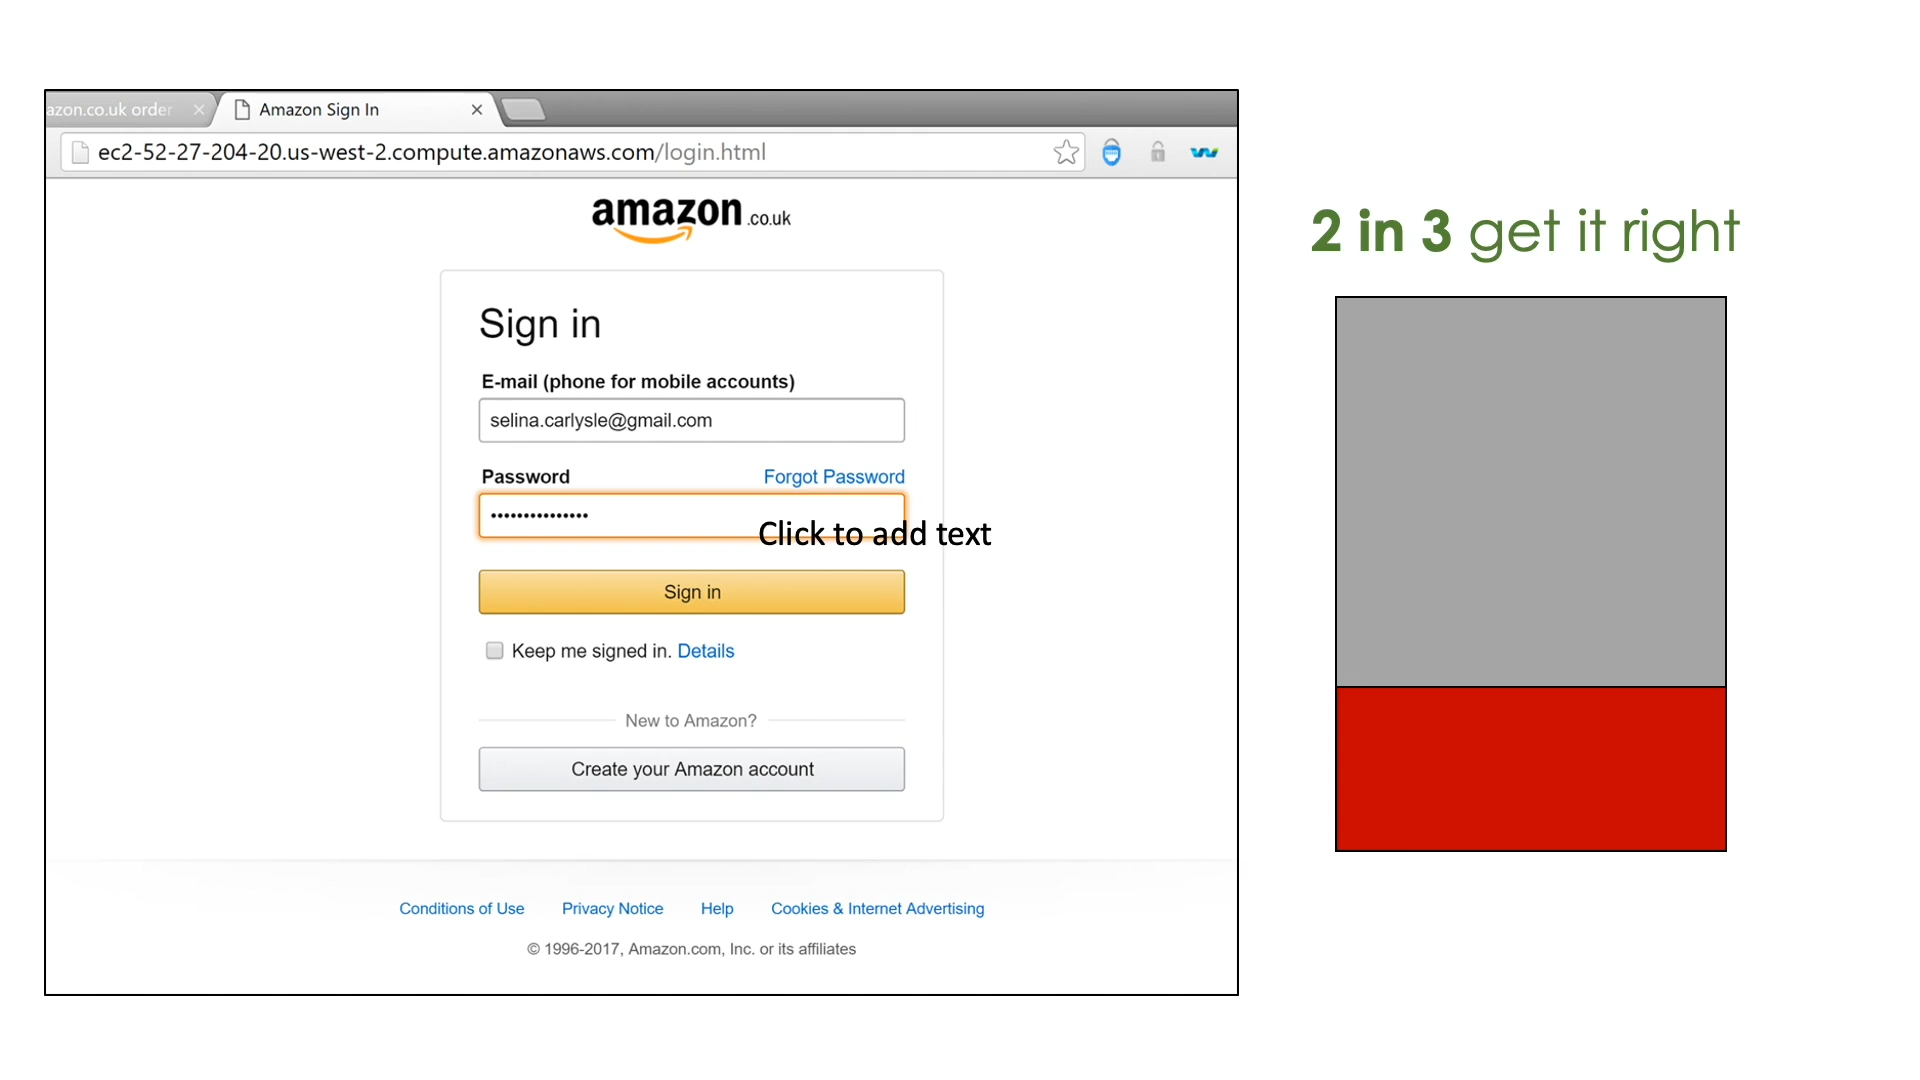 azon.co.uk order
Amazon Sign In
ec2-52-27-204-20.us-west-2.compute.amazonaws.com/login.html
amazon.co.uk
Sign in
E-mail (phone for mobile accounts)
selina.carlysle@gmail.com
Password Forgot Password
•••••••••••••••
Click to add text
Sign in
Keep me signed in. Details
New to Amazon?
Create your Amazon account
Conditions of Use Privacy Notice Help Cookies & Internet Advertising
© 1996-2017, Amazon.com, Inc. or its affiliates
2 in 3 get it right